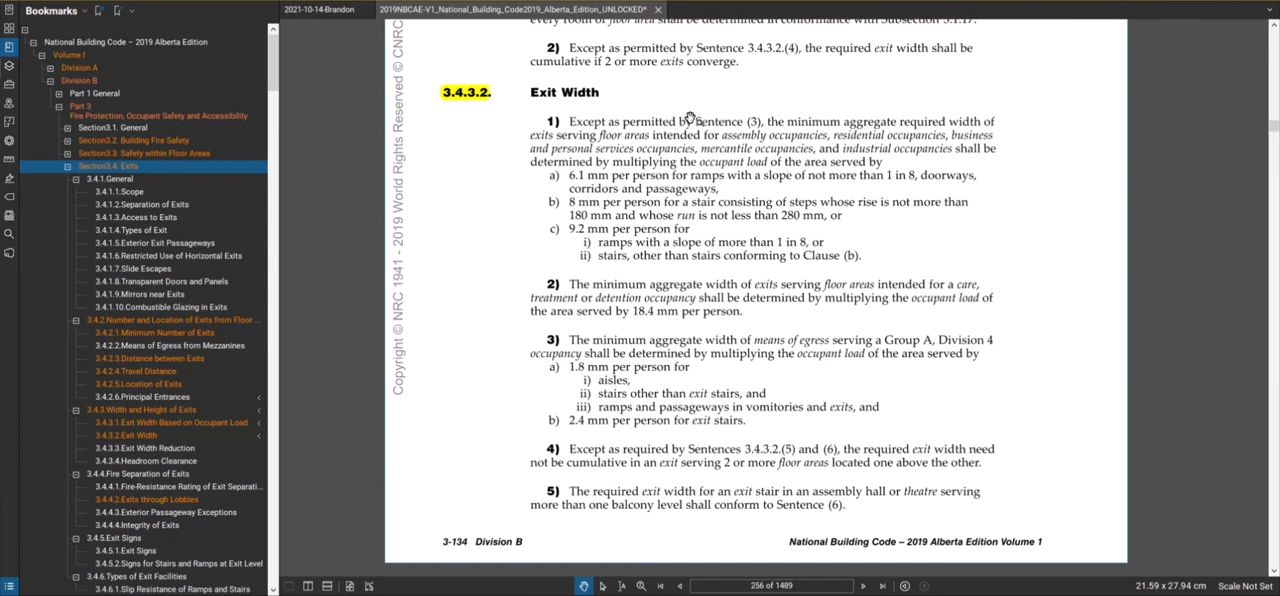 Bookmarks
2021-10-14-Brandon
2019NBCAE-V1_National_Building_Code2019_Alberta_Edition_UNLOCKED*
National Building Code – 2019 Alberta Edition
Volume I
Division A
Division B
Part 1 General
Part 3
Fire Protection, Occupant Safety and Accessibility
Section3.1. General
Section3.2. Building Fire Safety
Section3.3. Safety within Floor Areas
Section3.4. Exits
3.4.1.General
3.4.1.1.Scope
3.4.1.2.Separation of Exits
3.4.1.3.Access to Exits
3.4.1.4.Types of Exit
3.4.1.5.Exterior Exit Passageways
3.4.1.6.Restricted Use of Horizontal Exits
3.4.1.7.Slide Escapes
3.4.1.8.Transparent Doors and Panels
3.4.1.9.Mirrors near Exits
3.4.1.10.Combustible Glazing in Exits
3.4.2.Number and Location of Exits from Floor ...
3.4.2.1.Minimum Number of Exits
3.4.2.2.Means of Egress from Mezzanines
3.4.2.3.Distance between Exits
3.4.2.4.Travel Distance
3.4.2.5.Location of Exits
3.4.2.6.Principal Entrances
3.4.3.Width and Height of Exits
3.4.3.1.Exit Width Based on Occupant Load
3.4.3.2.Exit Width
3.4.3.3.Exit Width Reduction
3.4.3.4.Headroom Clearance
3.4.4.Fire Separation of Exits
3.4.4.1.Fire-Resistance Rating of Exit Separati...
3.4.4.2.Exits through Lobbies
3.4.4.3.Exterior Passageway Exceptions
3.4.4.4.Integrity of Exits
3.4.5.Exit Signs
3.4.5.1.Exit Signs
3.4.5.2.Signs for Stairs and Ramps at Exit Level
3.4.6.Types of Exit Facilities
3.4.6.1.Slip Resistance of Ramps and Stairs
Copyright © NRC 1941 - 2019 World Rights Reserved © CNRC
every room or floor area shall be determined in conformance with Subsection 3.1.17.
2) Except as permitted by Sentence 3.4.3.2.(4), the required exit width shall be
cumulative if 2 or more exits converge.
3.4.3.2. Exit Width
1) Except as permitted by Sentence (3), the minimum aggregate required width of
exits serving floor areas intended for assembly occupancies, residential occupancies, business
and personal services occupancies, mercantile occupancies, and industrial occupancies shall be
determined by multiplying the occupant load of the area served by
a) 6.1 mm per person for ramps with a slope of not more than 1 in 8, doorways,
corridors and passageways,
b) 8 mm per person for a stair consisting of steps whose rise is not more than
180 mm and whose run is not less than 280 mm, or
c) 9.2 mm per person for
i) ramps with a slope of more than 1 in 8, or
ii) stairs, other than stairs conforming to Clause (b).
2) The minimum aggregate width of exits serving floor areas intended for a care,
treatment or detention occupancy shall be determined by multiplying the occupant load of
the area served by 18.4 mm per person.
3) The minimum aggregate width of means of egress serving a Group A, Division 4
occupancy shall be determined by multiplying the occupant load of the area served by
a) 1.8 mm per person for
i) aisles,
ii) stairs other than exit stairs, and
iii) ramps and passageways in vomitories and exits, and
b) 2.4 mm per person for exit stairs.
4) Except as required by Sentences 3.4.3.2.(5) and (6), the required exit width need
not be cumulative in an exit serving 2 or more floor areas located one above the other.
5) The required exit width for an exit stair in an assembly hall or theatre serving
more than one balcony level shall conform to Sentence (6).
3-134 Division B
National Building Code – 2019 Alberta Edition Volume 1
256 of 1489
21.59 x 27.94 cm
Scale Not Set